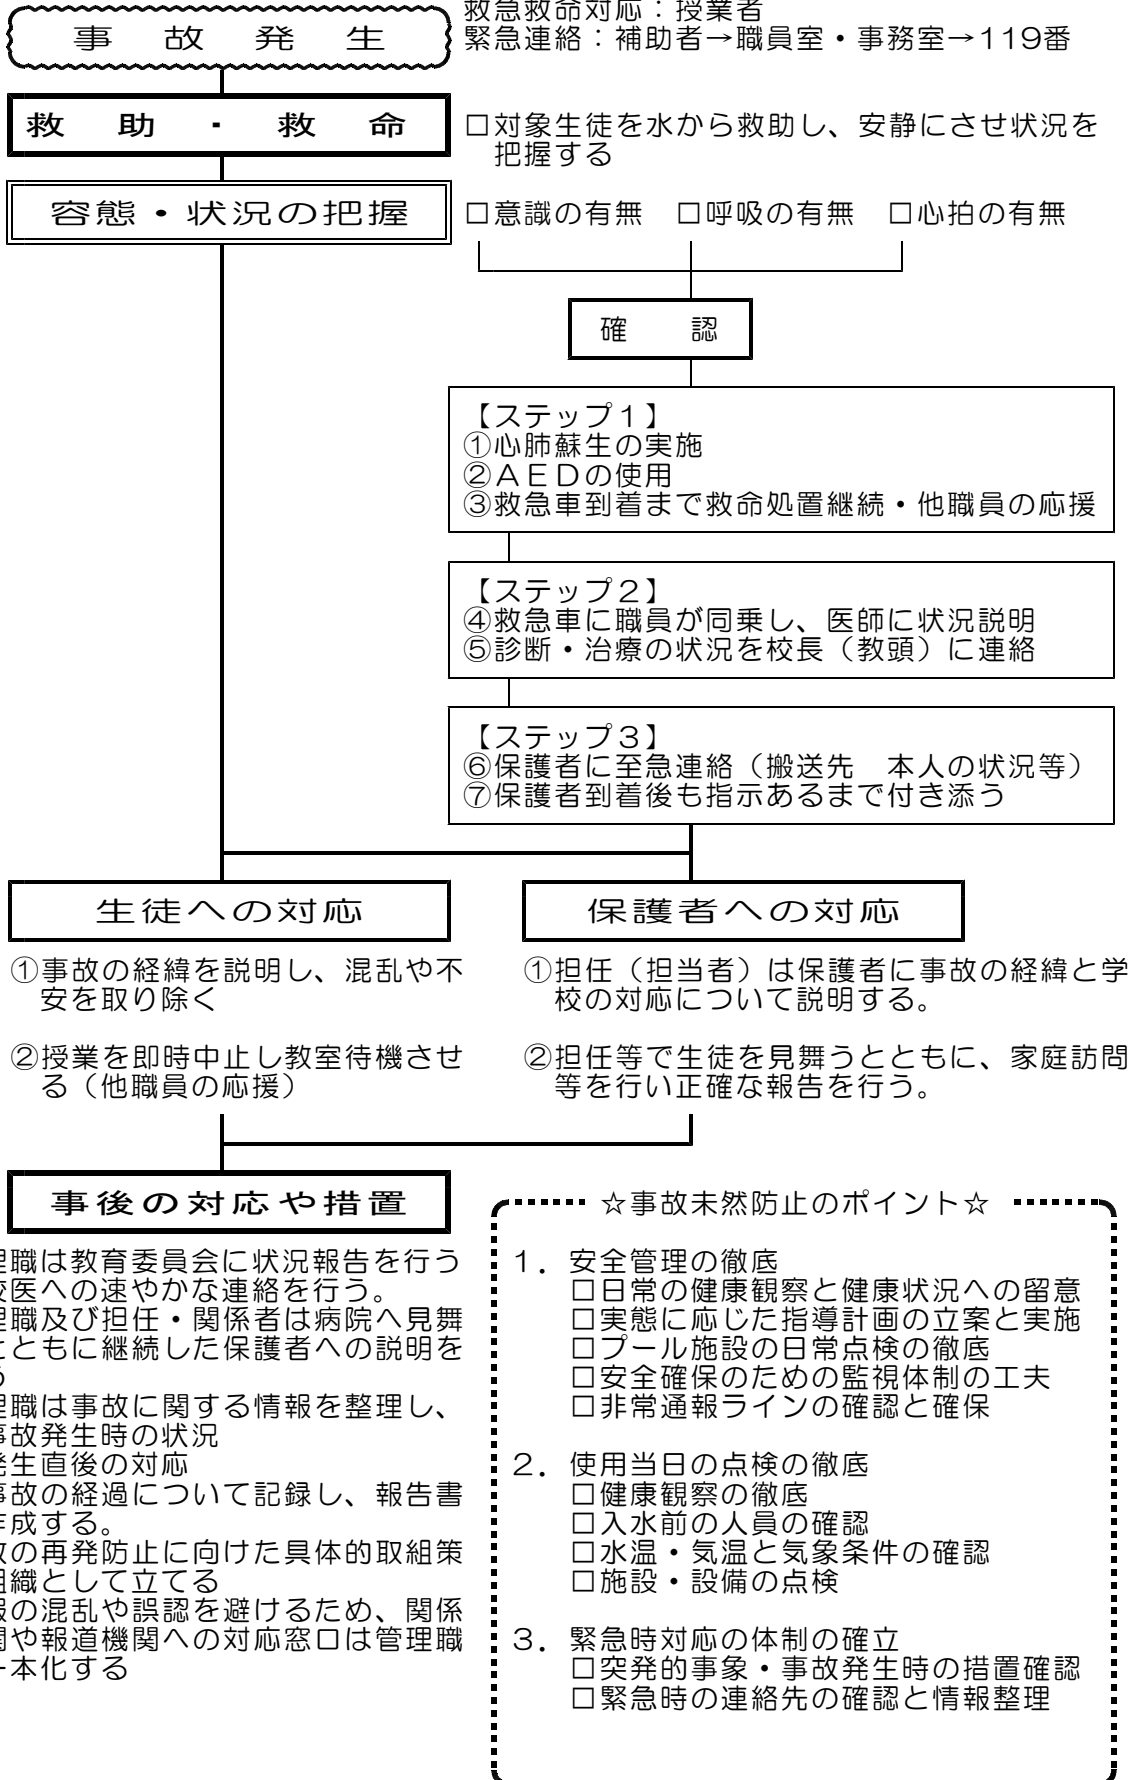 救急救命対応：授業者
事故発生
緊急連絡：補助者→職員室・事務室→119番
救助・救命
□対象生徒を水から救助し、安静にさせ状況を
把握する
容態・状況の把握
□意識の有無　□呼吸の有無　□心拍の有無
確認
【ステップ１】
①心肺蘇生の実施
②ＡＥＤの使用
③救急車到着まで救命処置継続・他職員の応援
【ステップ２】
④救急車に職員が同乗し、医師に状況説明
⑤診断・治療の状況を校長（教頭）に連絡
【ステップ３】
⑥保護者に至急連絡（搬送先　本人の状況等）
⑦保護者到着後も指示あるまで付き添う
生徒への対応
①事故の経緯を説明し、混乱や不
安を取り除く
②授業を即時中止し教室待機させ
る（他職員の応援）
保護者への対応
①担任（担当者）は保護者に事故の経緯と学
校の対応について説明する。
②担任等で生徒を見舞うとともに、家庭訪問
等を行い正確な報告を行う。
事後の対応や措置
理職は教育委員会に状況報告を行う
校医への速やかな連絡を行う。
理職及び担任・関係者は病院へ見舞
とともに継続した保護者への説明を
う
理職は事故に関する情報を整理し、
事故発生時の状況
発生直後の対応
事故の経過について記録し、報告書
作成する。
故の再発防止に向けた具体的取組策
組織として立てる
報の混乱や誤認を避けるため、関係
関や報道機関への対応窓口は管理職
一本化する
☆事故未然防止のポイント☆
１．安全管理の徹底
□日常の健康観察と健康状況への留意
□実態に応じた指導計画の立案と実施
□プール施設の日常点検の徹底
□安全確保のための監視体制の工夫
□非常通報ラインの確認と確保
２．使用当日の点検の徹底
□健康観察の徹底
□入水前の人員の確認
□水温・気温と気象条件の確認
□施設・設備の点検
３．緊急時対応の体制の確立
□突発的事象・事故発生時の措置確認
□緊急時の連絡先の確認と情報整理